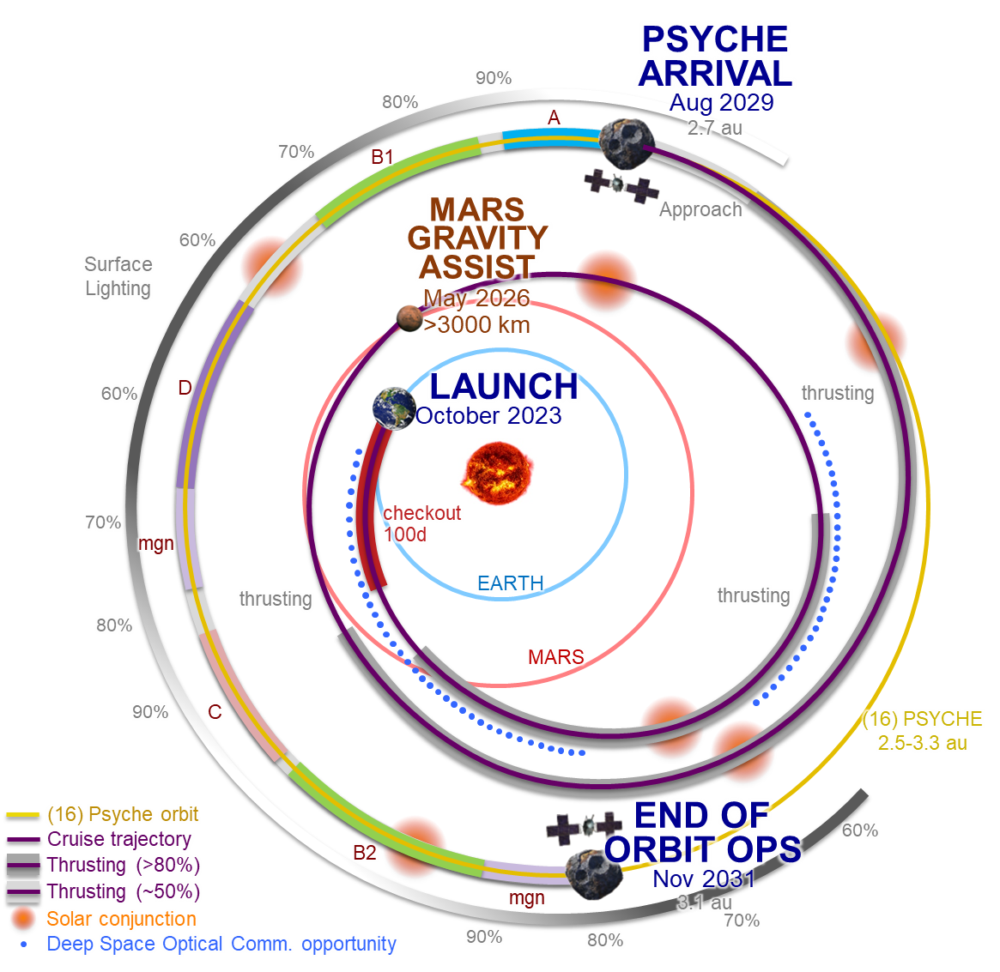 PSYCHE
ARRIVAL
Aug 2029
2.7 au
90%
80%
A
B1
70%
Approach
MARS
GRAVITY
ASSIST
May 2026
>3000 km
60%
Surface
Lighting
LAUNCH
October 2023
D
60%
thrusting
checkout
100d
70%
mgn
EARTH
thrusting
thrusting
80%
MARS
90%
C
(16) PSYCHE
2.5-3.3 au
END OF
ORBIT OPS
Nov 2031
3.1 au
60%
B2
mgn
70%
90%
80%
(16) Psyche orbit
Cruise trajectory
Thrusting (>80%)
Thrusting (~50%)
Solar conjunction
Deep Space Optical Comm. opportunity